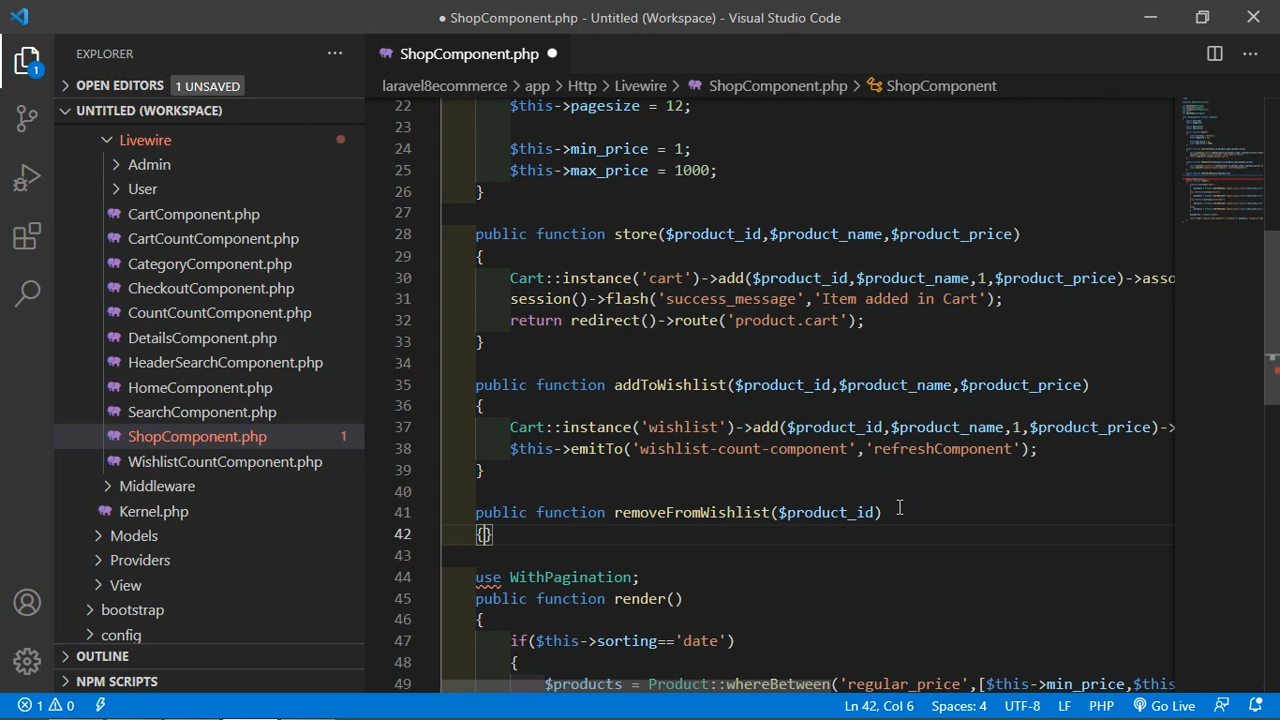 ● ShopComponent.php - Untitled (Workspace) - Visual Studio Code
EXPLORER
OPEN EDITORS 1 UNSAVED
UNTITLED (WORKSPACE)
Livewire
Admin
User
CartComponent.php
CartCountComponent.php
CategoryComponent.php
CheckoutComponent.php
CountCountComponent.php
DetailsComponent.php
HeaderSearchComponent.php
HomeComponent.php
SearchComponent.php
ShopComponent.php 1
WishlistCountComponent.php
Middleware
Kernel.php
Models
Providers
View
bootstrap
config
OUTLINE
NPM SCRIPTS
1
ShopComponent.php
laravel8ecommerce > app > Http > Livewire > ShopComponent.php > ShopComponent
22 $this->pagesize = 12;
23
24 $this->min_price = 1;
25 $this->max_price = 1000;
26 }
27
28 public function store($product_id,$product_name,$product_price)
29 {
30 Cart::instance('cart')->add($product_id,$product_name,1,$product_price)->asso
31 session()->flash('success_message','Item added in Cart');
32 return redirect()->route('product.cart');
33 }
34
35 public function addToWishlist($product_id,$product_name,$product_price)
36 {
37 Cart::instance('wishlist')->add($product_id,$product_name,1,$product_price)->
38 $this->emitTo('wishlist-count-component','refreshComponent');
39 }
40
41 public function removeFromWishlist($product_id)
42 {}
43
44 use WithPagination;
45 public function render()
46 {
47 if($this->sorting=='date')
48 {
49 $products = Product::whereBetween('regular_price',[$this->min_price,$this
1 0
Ln 42, Col 6 Spaces: 4 UTF-8 LF PHP Go Live